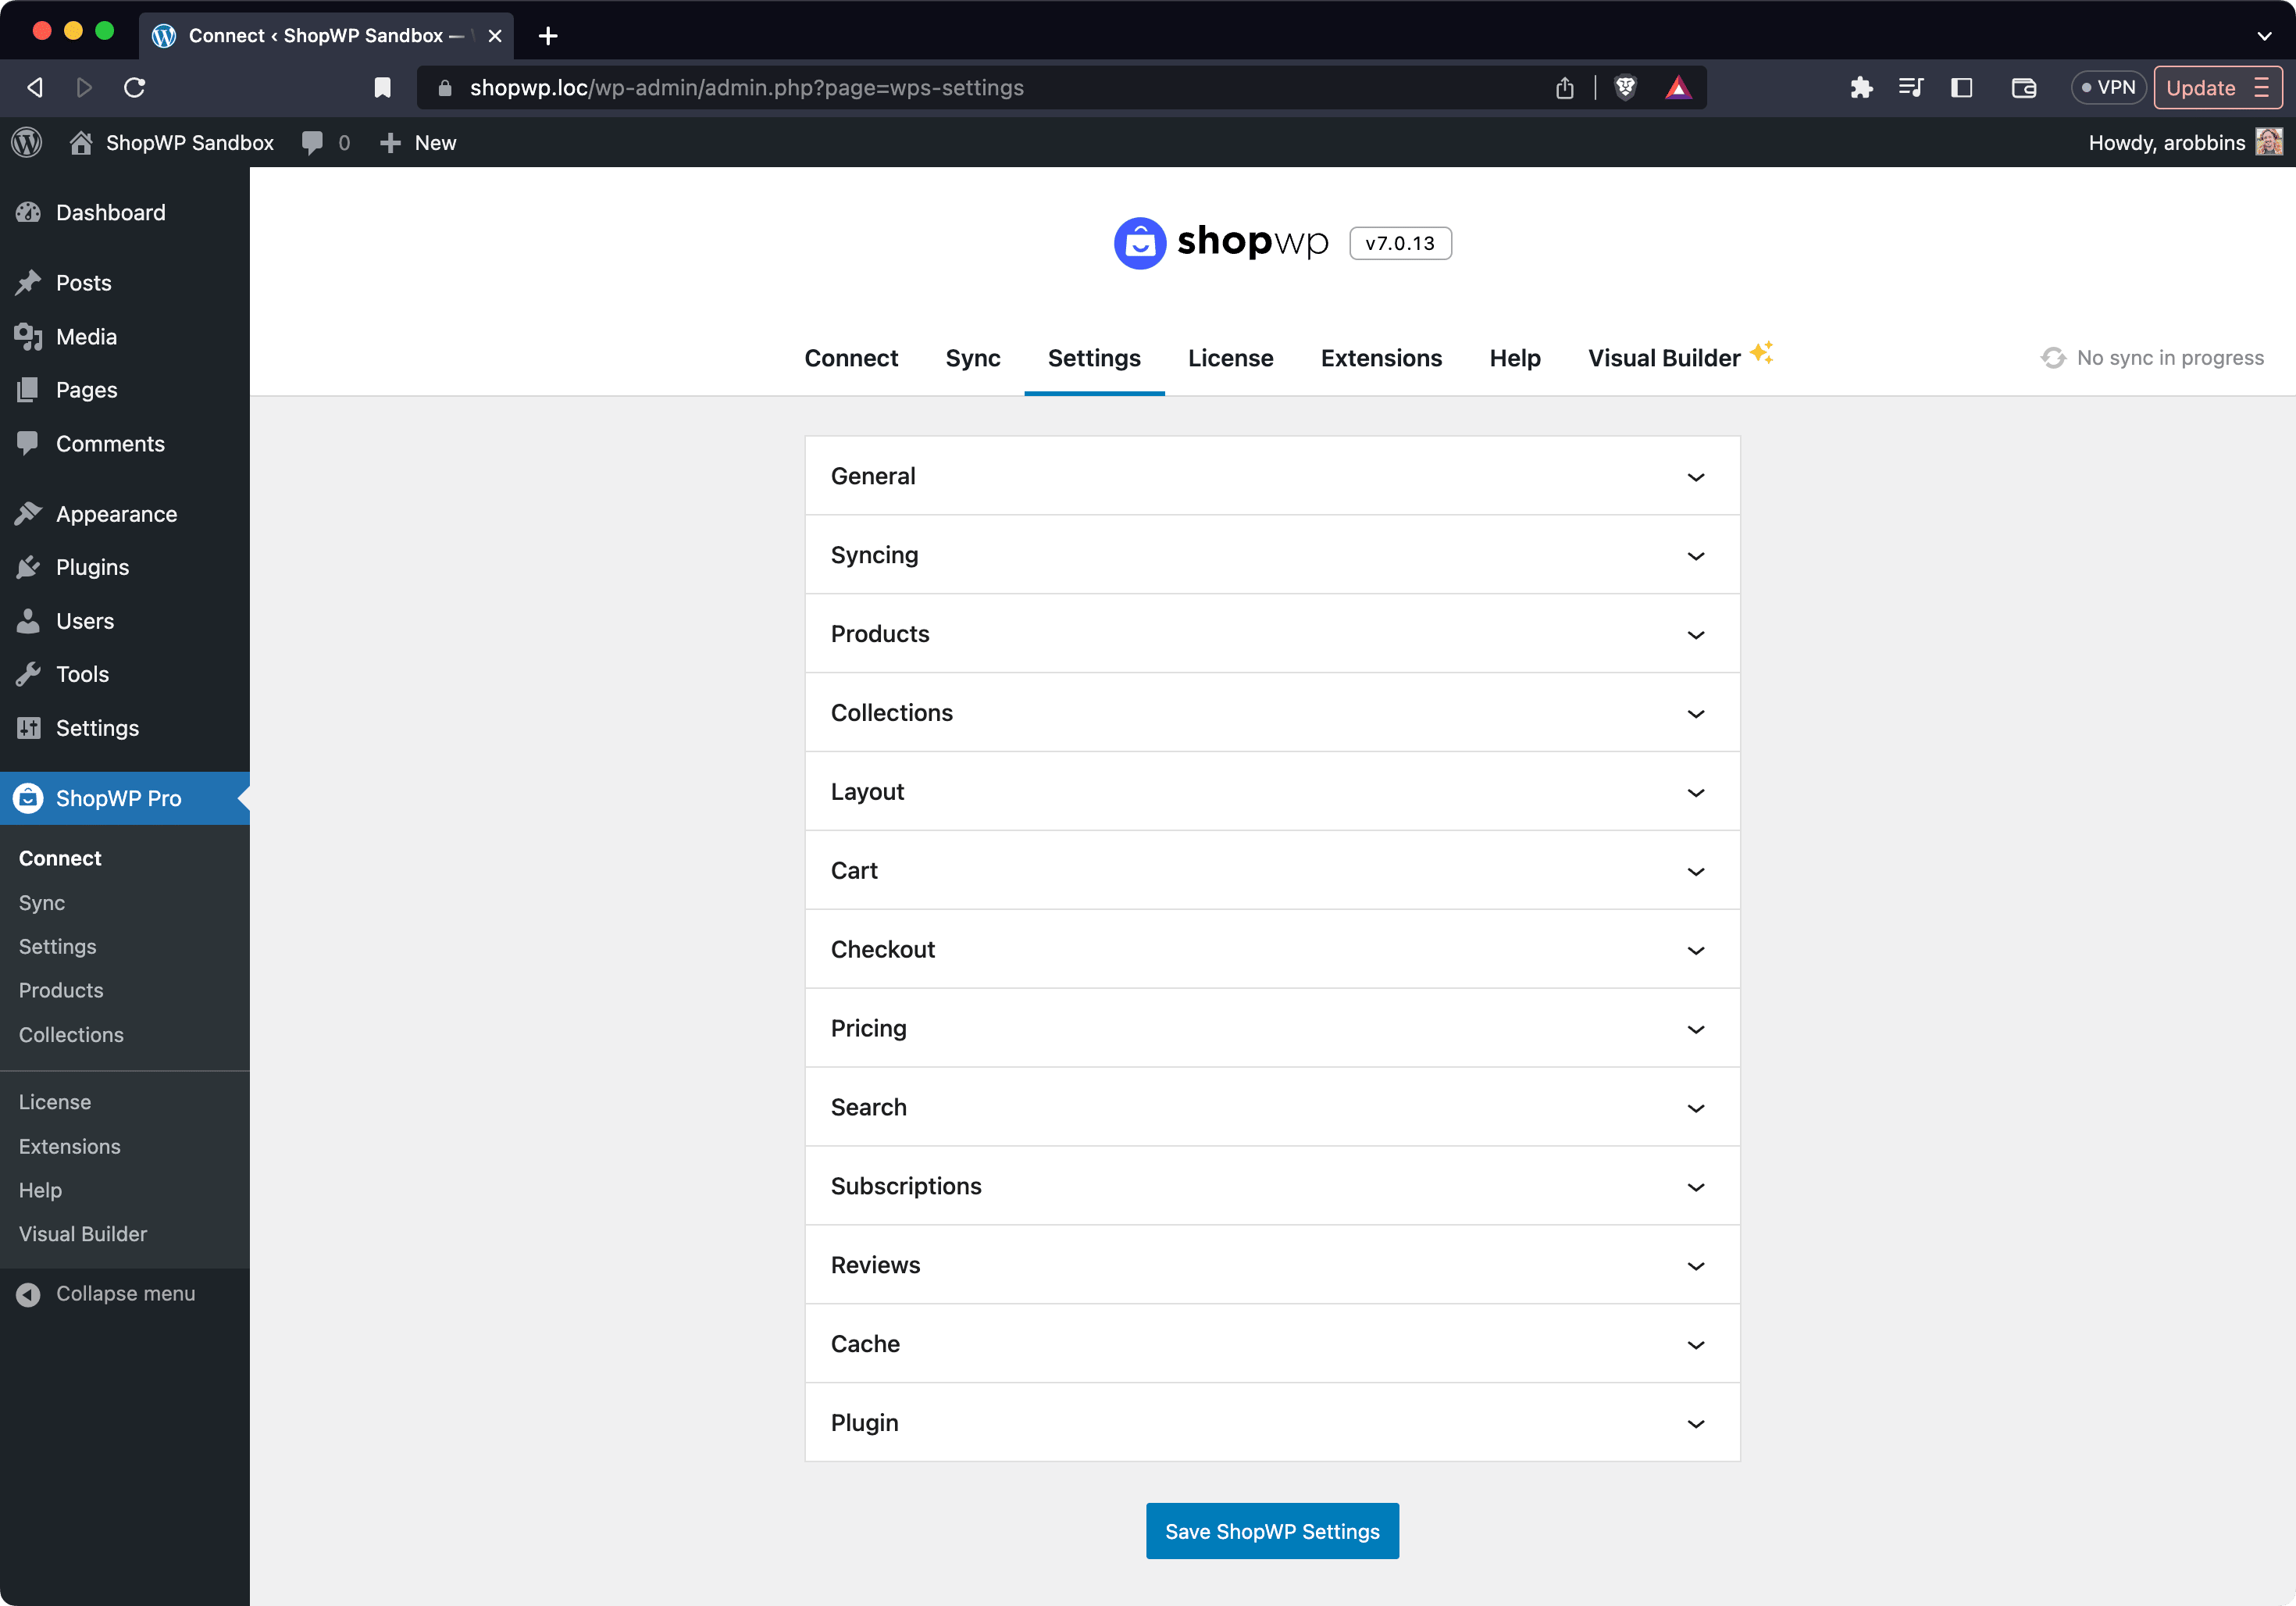 Connect ‹ ShopWP Sandbox —
shopwp.loc/wp-admin/admin.php?page=wps-settings
VPN
Update
ShopWP Sandbox
0
New
Howdy, arobbins
Dashboard
Posts
Media
Pages
Comments
Appearance
Plugins
Users
Tools
Settings
ShopWP Pro
Connect
Sync
Settings
Products
Collections
License
Extensions
Help
Visual Builder
Collapse menu
shopwp v7.0.13
Connect Sync Settings License Extensions Help Visual Builder
No sync in progress
General
Syncing
Products
Collections
Layout
Cart
Checkout
Pricing
Search
Subscriptions
Reviews
Cache
Plugin
Save ShopWP Settings